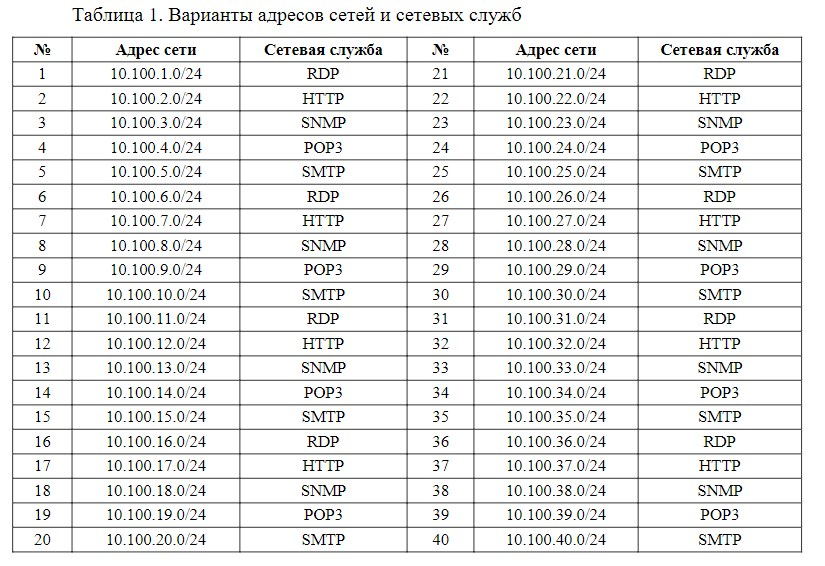 Таблица 1. Варианты адресов сетей и сетевых служб
№ Адрес сети Сетевая служба № Адрес сети Сетевая служба
1 10.100.1.0/24 RDP 21 10.100.21.0/24 RDP
2 10.100.2.0/24 HTTP 22 10.100.22.0/24 HTTP
3 10.100.3.0/24 SNMP 23 10.100.23.0/24 SNMP
4 10.100.4.0/24 POP3 24 10.100.24.0/24 POP3
5 10.100.5.0/24 SMTP 25 10.100.25.0/24 SMTP
6 10.100.6.0/24 RDP 26 10.100.26.0/24 RDP
7 10.100.7.0/24 HTTP 27 10.100.27.0/24 HTTP
8 10.100.8.0/24 SNMP 28 10.100.28.0/24 SNMP
9 10.100.9.0/24 POP3 29 10.100.29.0/24 POP3
10 10.100.10.0/24 SMTP 30 10.100.30.0/24 SMTP
11 10.100.11.0/24 RDP 31 10.100.31.0/24 RDP
12 10.100.12.0/24 HTTP 32 10.100.32.0/24 HTTP
13 10.100.13.0/24 SNMP 33 10.100.33.0/24 SNMP
14 10.100.14.0/24 POP3 34 10.100.34.0/24 POP3
15 10.100.15.0/24 SMTP 35 10.100.35.0/24 SMTP
16 10.100.16.0/24 RDP 36 10.100.36.0/24 RDP
17 10.100.17.0/24 HTTP 37 10.100.37.0/24 HTTP
18 10.100.18.0/24 SNMP 38 10.100.38.0/24 SNMP
19 10.100.19.0/24 POP3 39 10.100.39.0/24 POP3
20 10.100.20.0/24 SMTP 40 10.100.40.0/24 SMTP